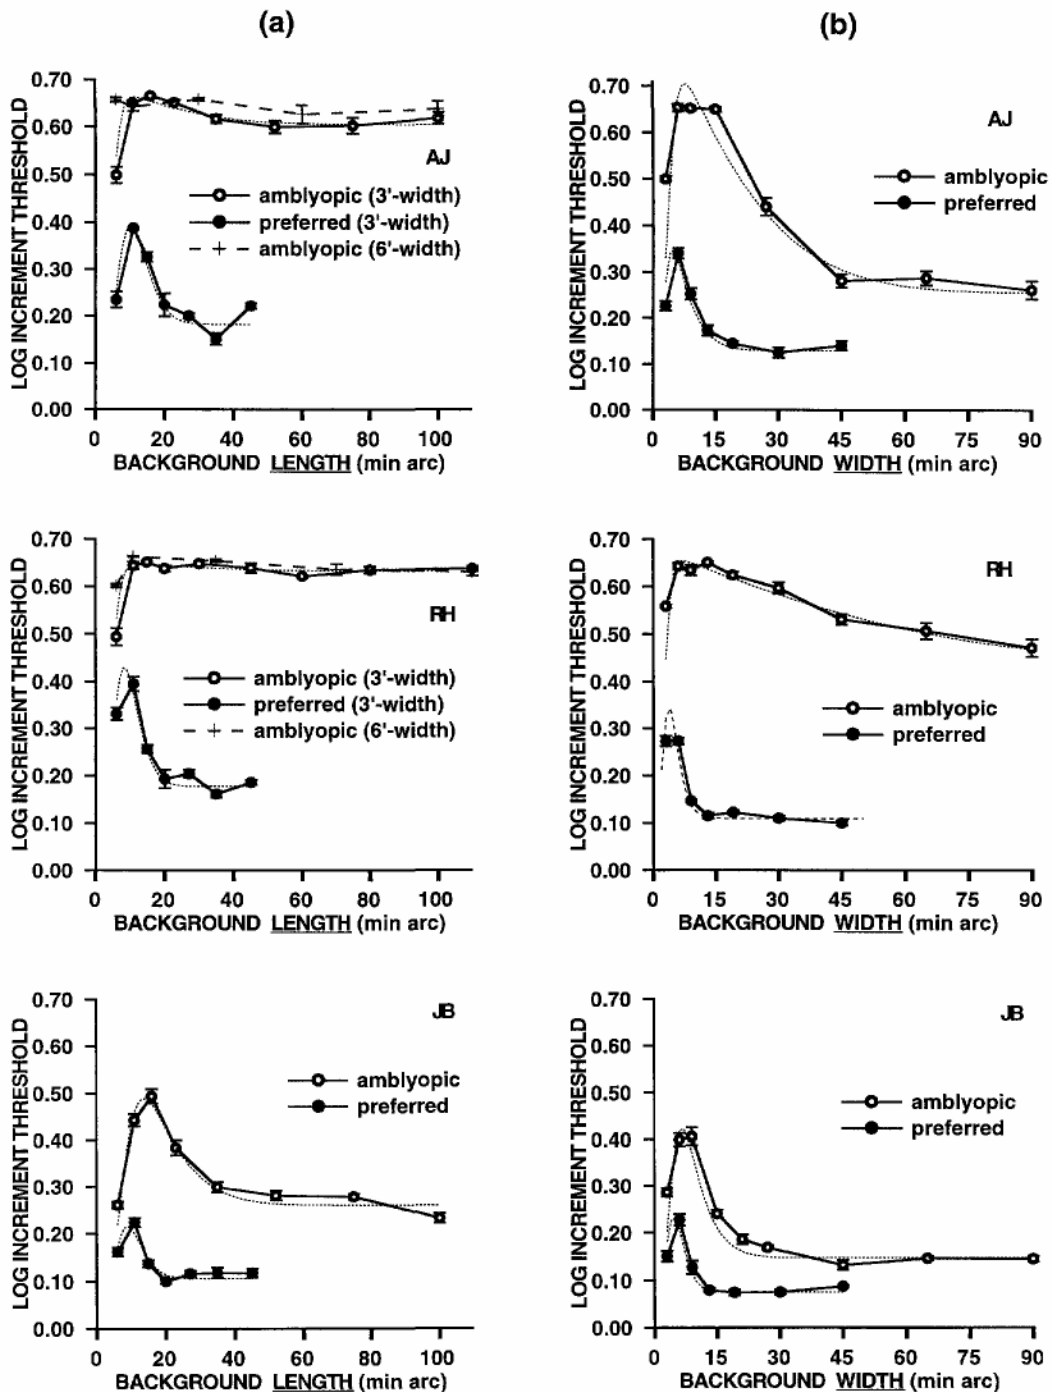 (a)
LOG INCREMENT THRESHOLD
0.70
0.60
0.50
0.40
0.30
0.20
0.10
0.00
AJ
amblyopic (3'-width)
preferred (3'-width)
amblyopic (6'-width)
0 20 40 60 80 100
BACKGROUND LENGTH (min arc)
(b)
LOG INCREMENT THRESHOLD
0.70
0.60
0.50
0.40
0.30
0.20
0.10
0.00
AJ
amblyopic
preferred
0 15 30 45 60 75 90
BACKGROUND WIDTH (min arc)
LOG INCREMENT THRESHOLD
0.70
0.60
0.50
0.40
0.30
0.20
0.10
0.00
RH
amblyopic (3'-width)
preferred (3'-width)
amblyopic (6'-width)
0 20 40 60 80 100
BACKGROUND LENGTH (min arc)
LOG INCREMENT THRESHOLD
0.70
0.60
0.50
0.40
0.30
0.20
0.10
0.00
RH
amblyopic
preferred
0 15 30 45 60 75 90
BACKGROUND WIDTH (min arc)
LOG INCREMENT THRESHOLD
0.70
0.60
0.50
0.40
0.30
0.20
0.10
0.00
JB
amblyopic
preferred
0 20 40 60 80 100
BACKGROUND LENGTH (min arc)
LOG INCREMENT THRESHOLD
0.70
0.60
0.50
0.40
0.30
0.20
0.10
0.00
JB
amblyopic
preferred
0 15 30 45 60 75 90
BACKGROUND WIDTH (min arc)